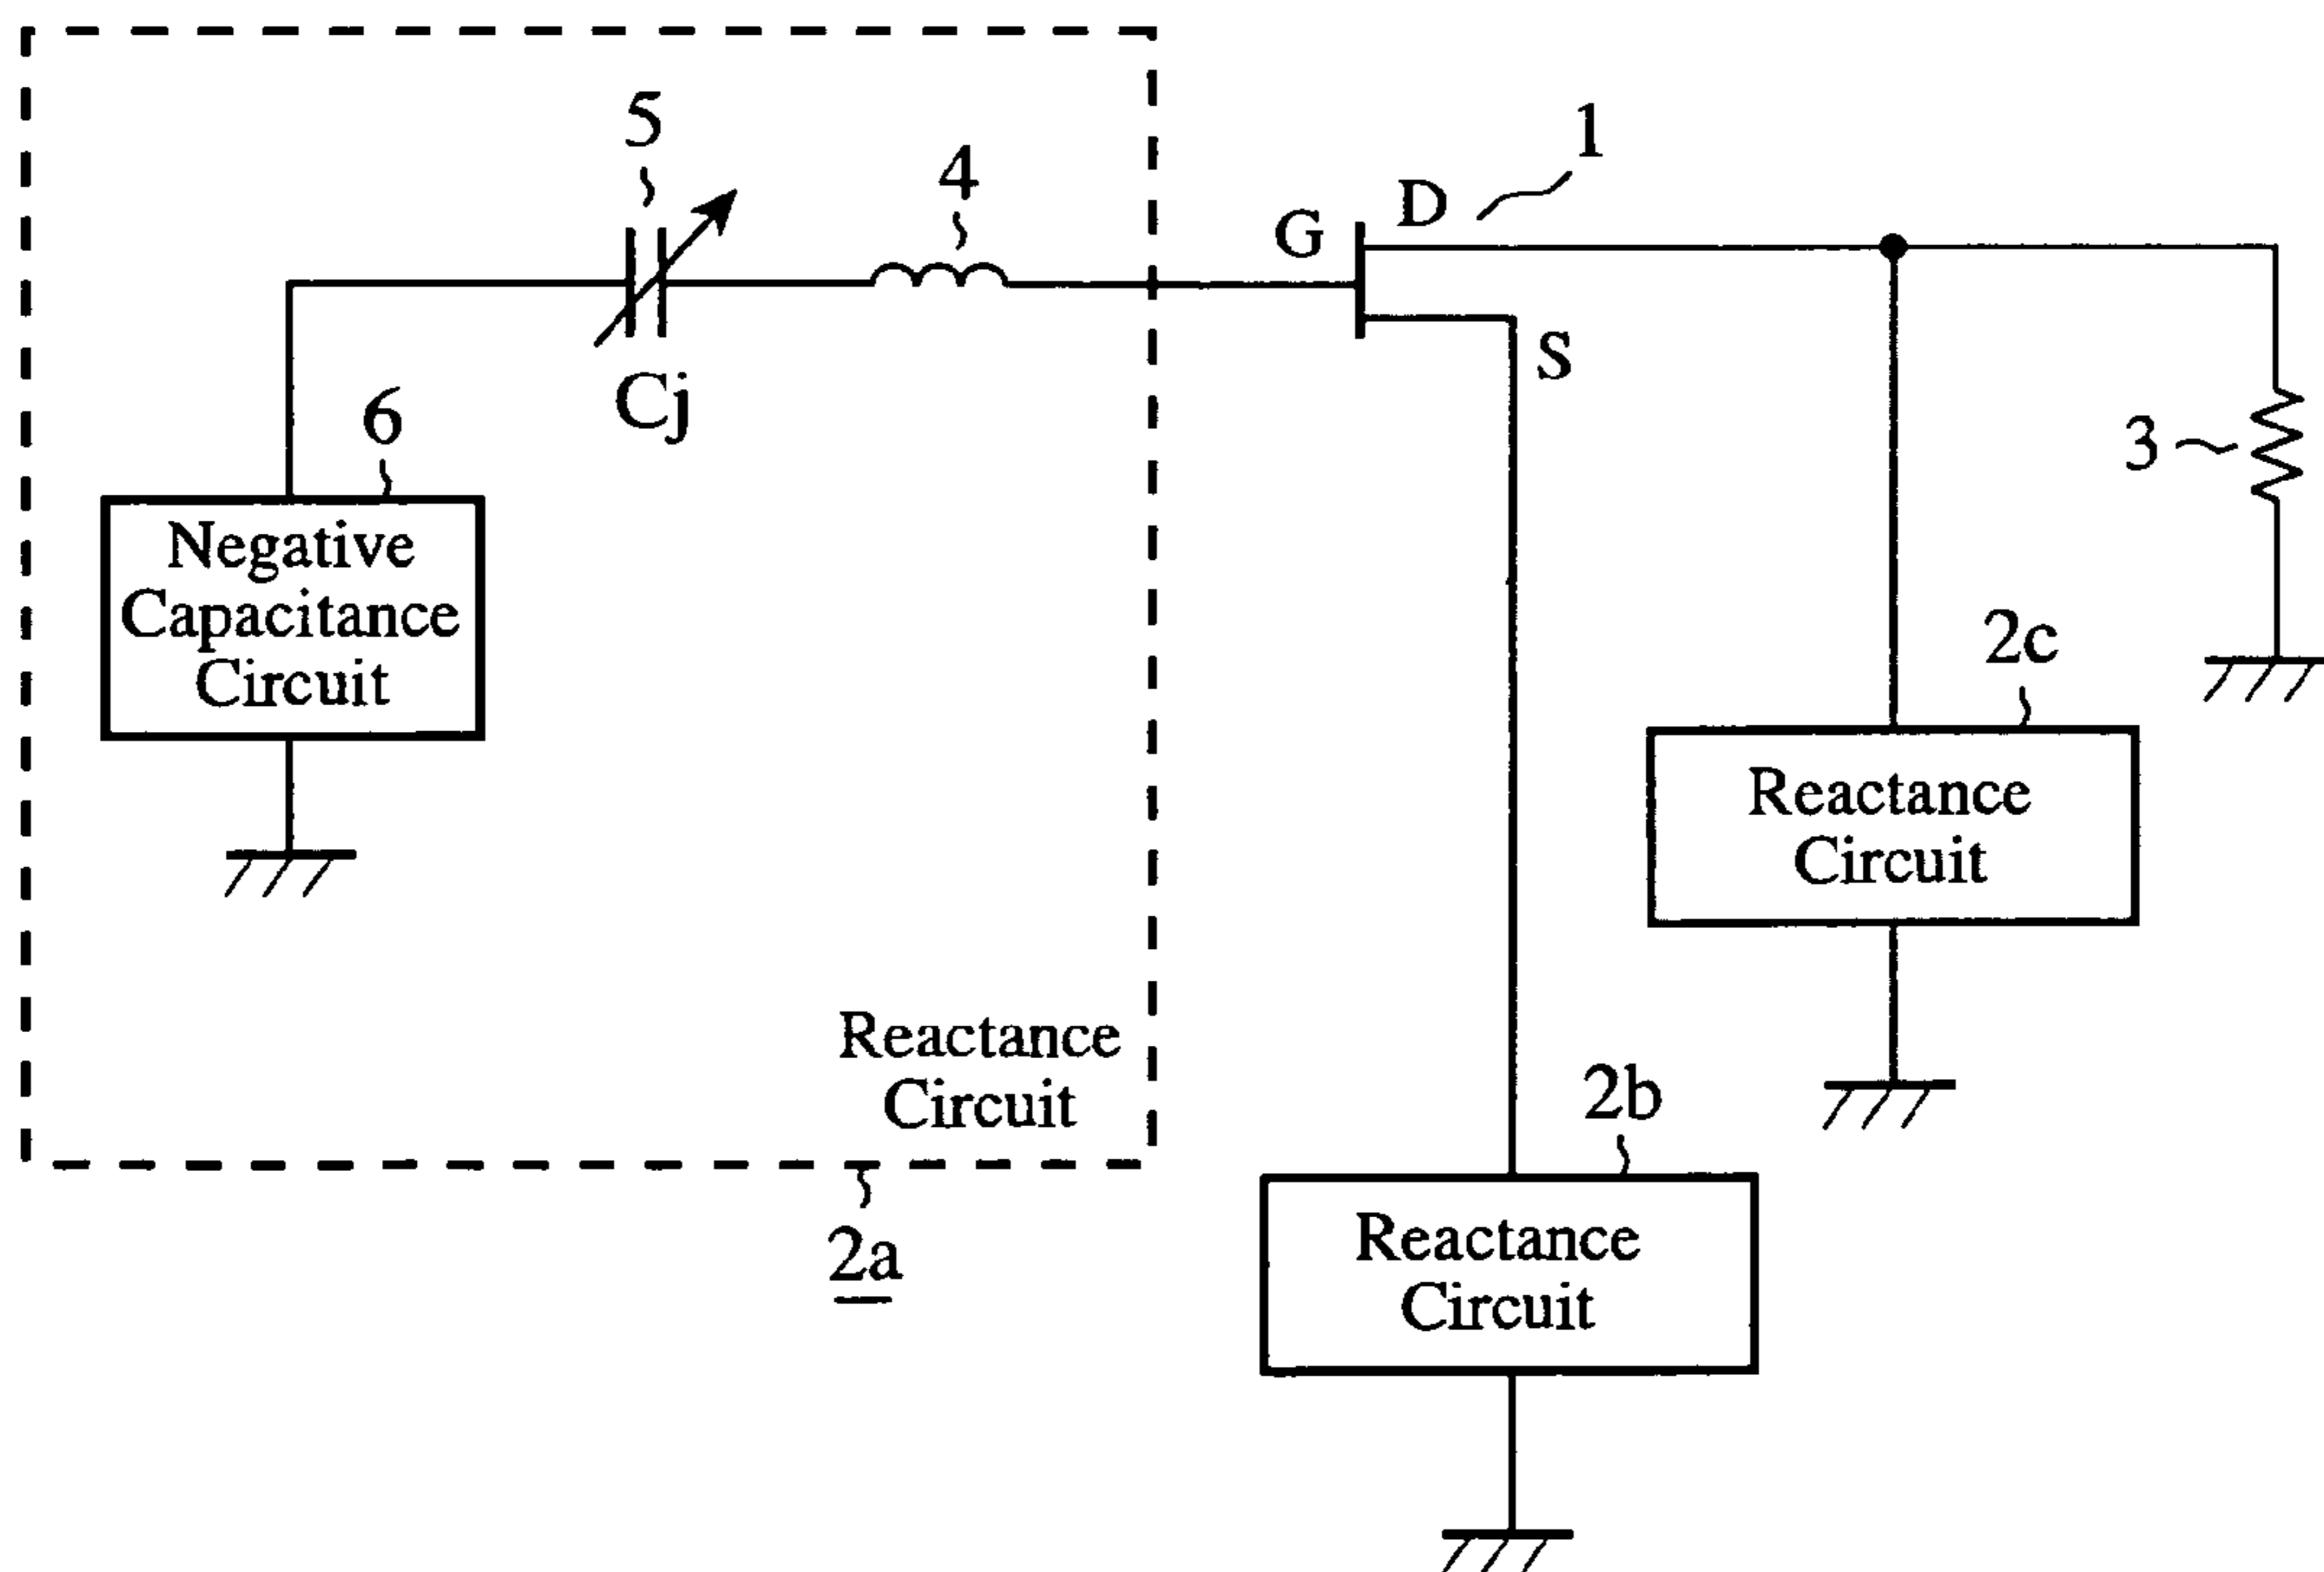 5
4
1
G
D
S
Cj
6
3
Negative
Capacitance
Circuit
2c
Reactance
Circuit
Reactance
Circuit
2b
2a
Reactance
Circuit